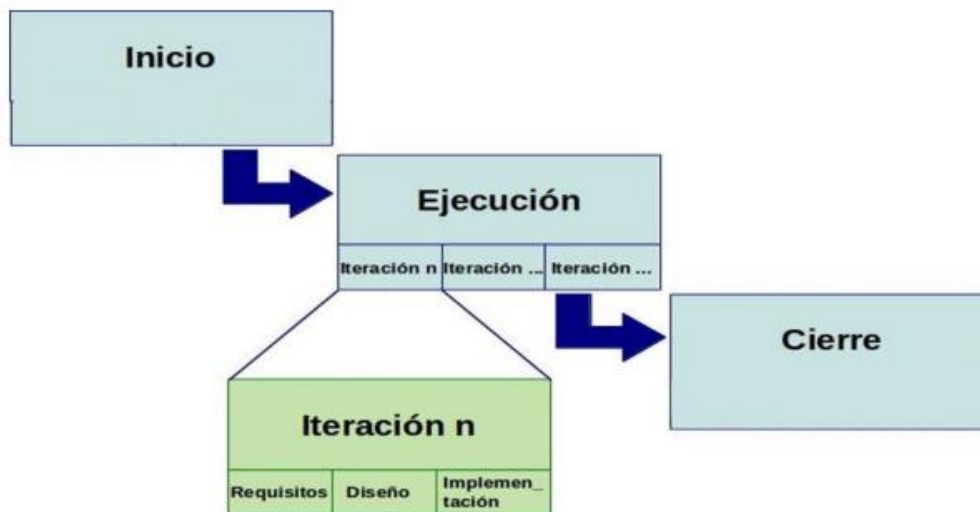 Inicio
Ejecución
Iteración n
Iteración ...
Iteración ...
Cierre
Iteración n
Requisitos
Diseño
Implemen_
tación